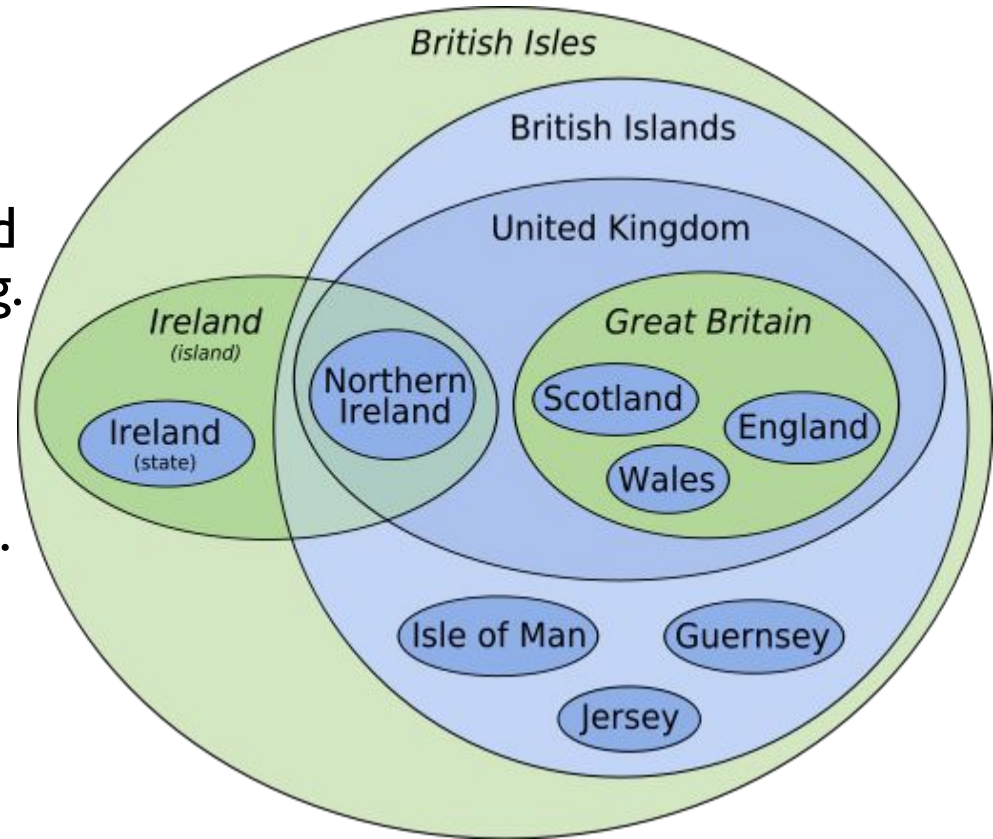 British Isles
British Islands
United Kingdom
Ireland
(island)
Great Britain
Northern
Ireland
Scotland
England
Ireland
(state)
Wales
Isle of Man
Guernsey
Jersey